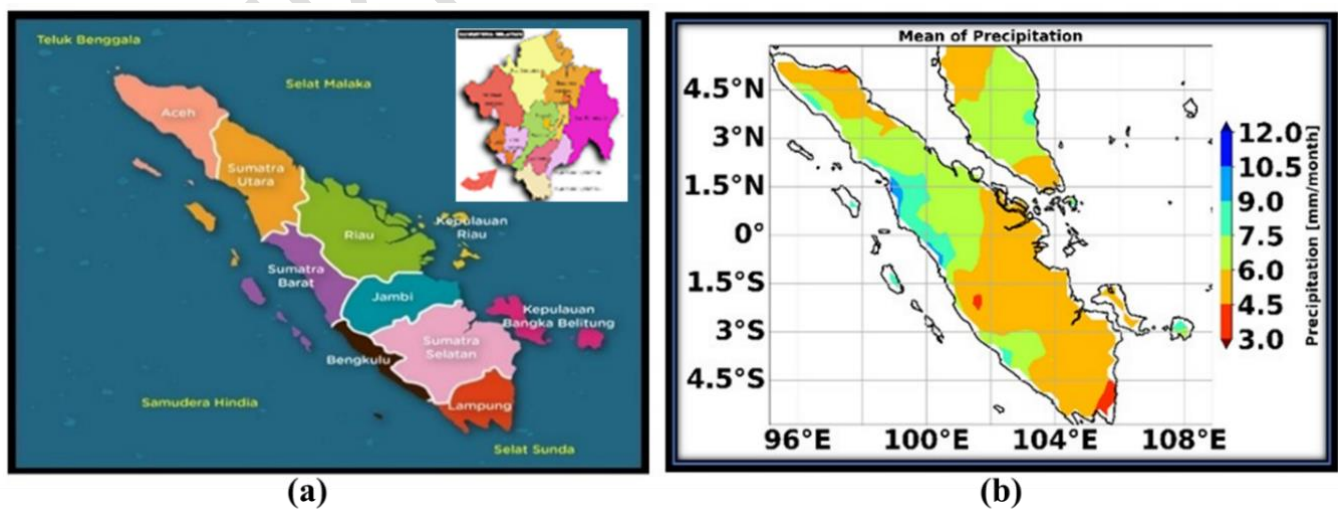 Teluk Benggala
Selat Malaka
Aceh
Sumatra
Utara
Riau
Kepulauan
Riau
Sumatra
Barat
Jambi
Kepulauan
Bangka Belitung
Sumatra
Selatan
Bengkulu
Lampung
Samudera Hindia
Selat Sunda
(a)
Mean of Precipitation
4.5°N
3°N
1.5°N
0°
1.5°S
3°S
4.5°S
96°E 100°E 104°E 108°E
12.0
10.5
9.0
7.5
6.0
4.5
3.0
Precipitation [mm/month]
(b)